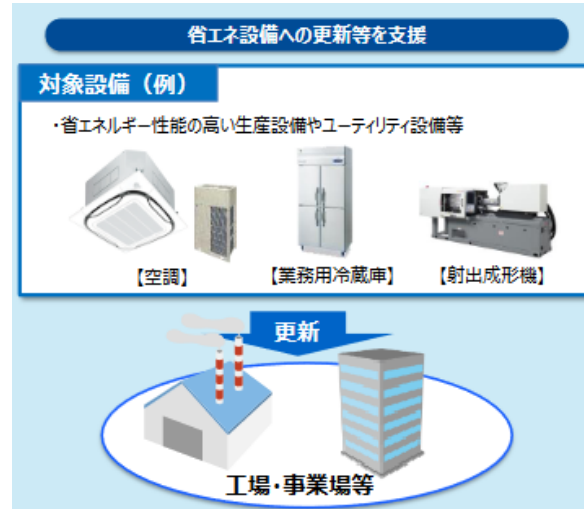 省エネ設備への更新等を支援
対象設備（例）
・省エネルギー性能の高い生産設備やユーティリティ設備等
【空調】
【業務用冷蔵庫】
【射出成形機】
更新
工場・事業場等